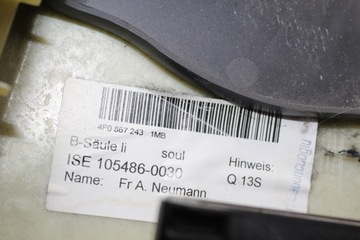 4F0 867 243 1MB
B-Säule li soul
ISE 105486-0030 Hinweis:
Name: Fr A. Neumann Q 13S